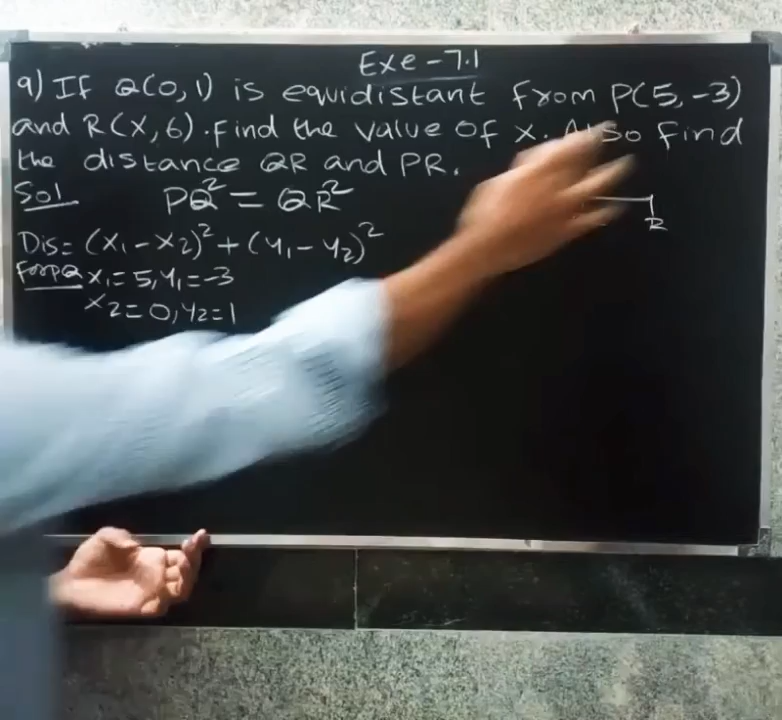 Exe-7.1
9) If Q(0,1) is equidistant from P(5,-3)
and R(x,6). find the value of x. Also find
the distance QR and PR.
Sol PQ² = QR²
Dis = (x₁-x₂)² + (y₁-y₂)²
For PQ x₁=5, y₁=-3
x₂=0, y₂=1
R